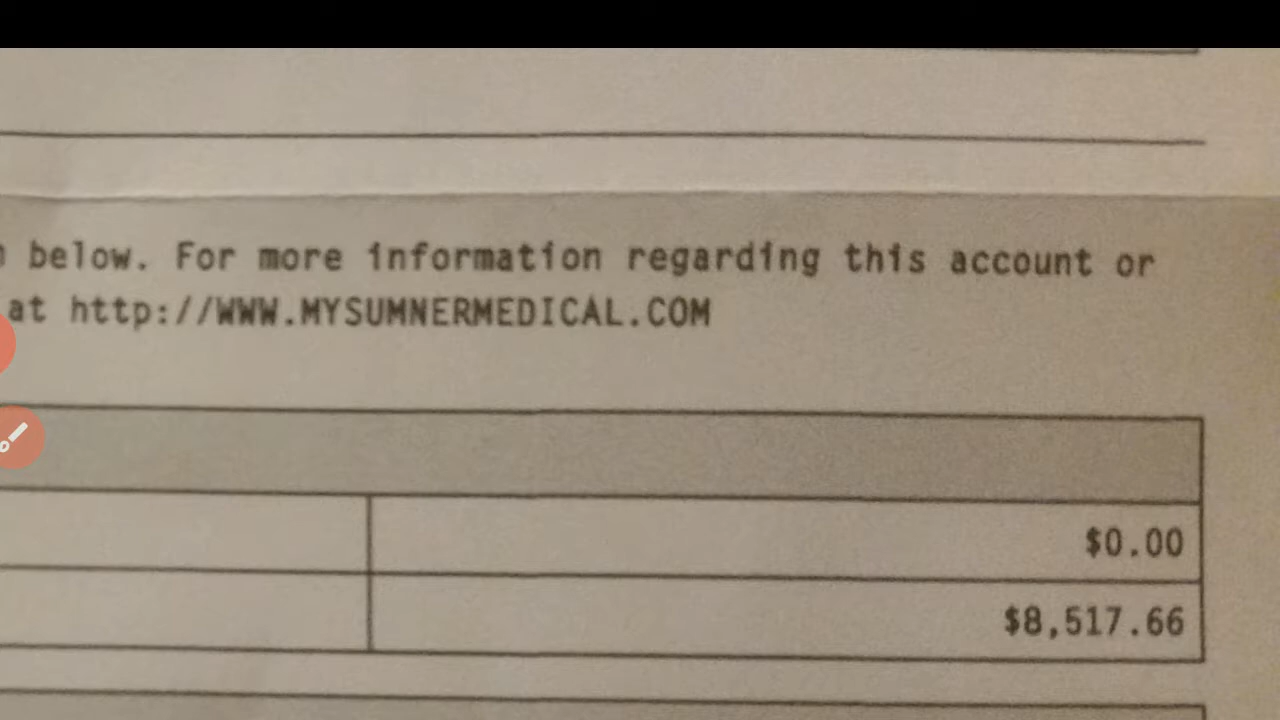 below. For more information regarding this account or
at http://WWW.MYSUMNERMEDICAL.COM
$0.00
$8,517.66